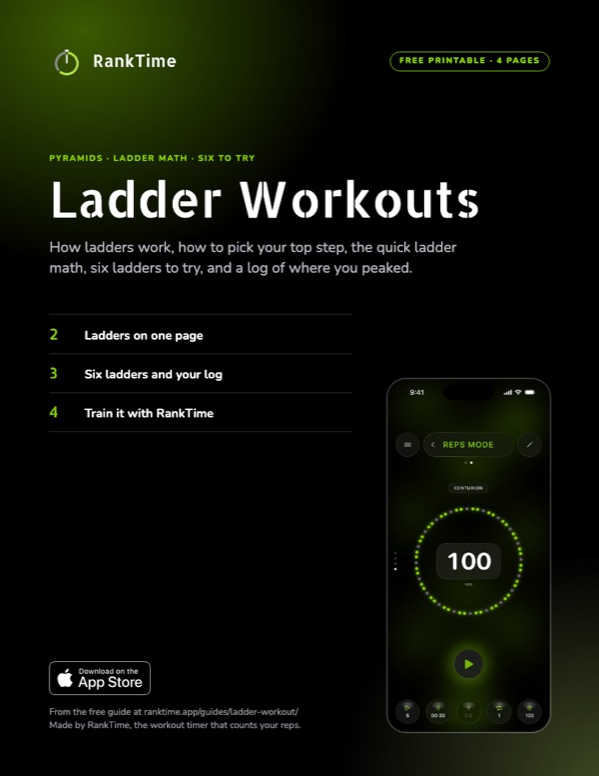 RankTime
FREE PRINTABLE · 4 PAGES
PYRAMIDS · LADDER MATH · SIX TO TRY
Ladder Workouts
How ladders work, how to pick your top step, the quick ladder
math, six ladders to try, and a log of where you peaked.
2 Ladders on one page
3 Six ladders and your log
4 Train it with RankTime
9:41
REPS MODE
CENTURION
100
5 00:30 1 100
Download on the
App Store
From the free guide at ranktime.app/guides/ladder-workout/
Made by RankTime, the workout timer that counts your reps.